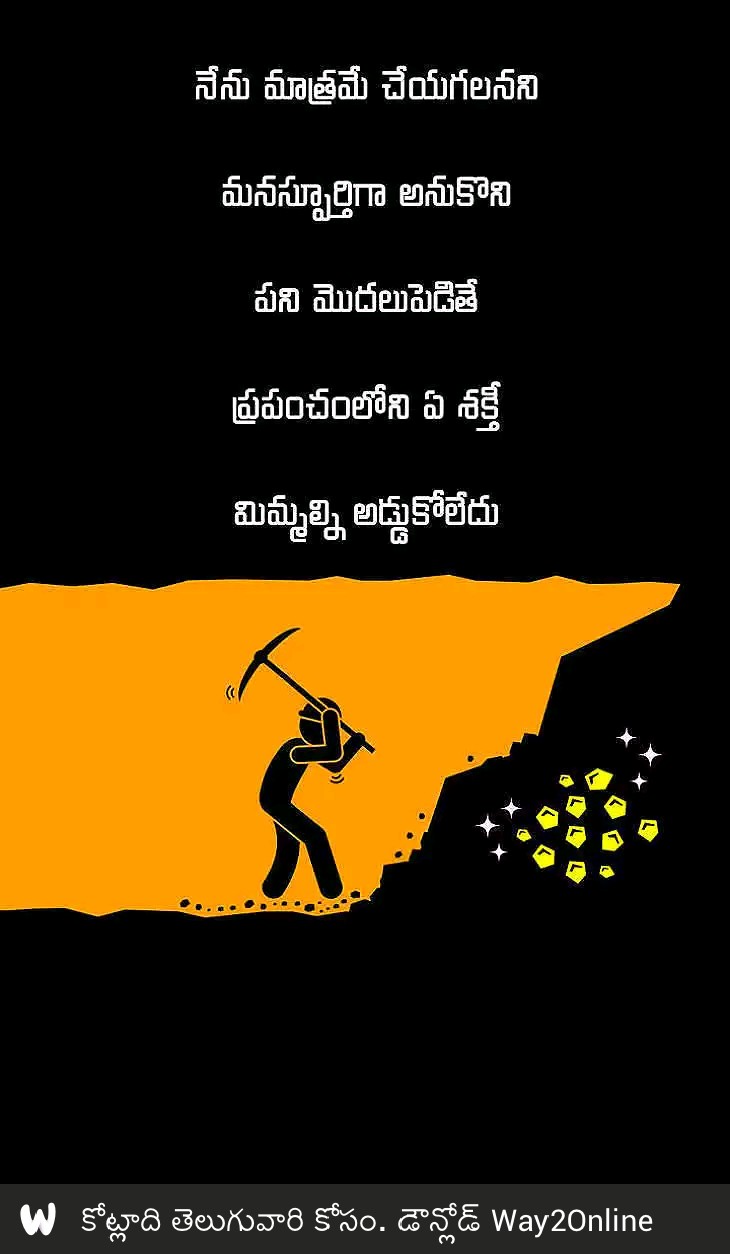 నేను మాత్రమే చేయగలనని
మనస్పూర్తిగా అనుకొని
పని మొదలుపెడితే
ప్రపంచంలోని ఏ శక్తీ
మిమ్మల్ని అడ్డుకోలేదు
W కోట్లాది తెలుగువారి కోసం. డౌన్లోడ్ Way2Online